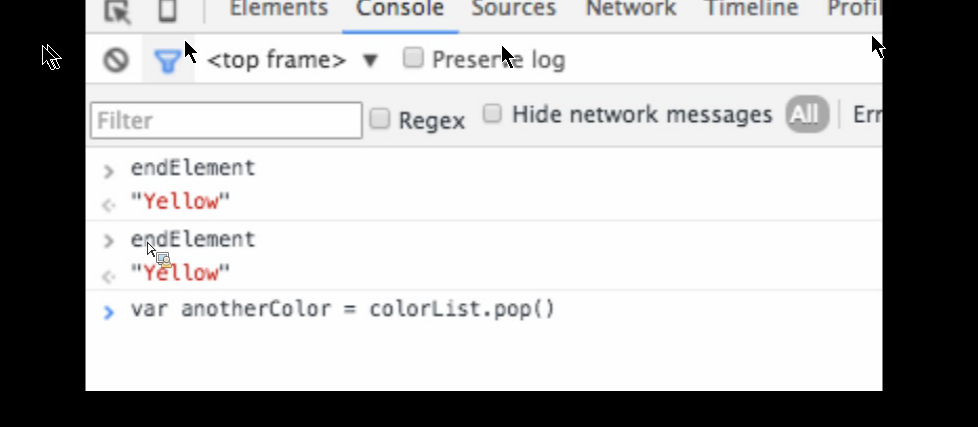 Elements Console Sources Network Timeline Profil
<top frame> ▼ Preserve log
Filter Regex Hide network messages All Err
> endElement
<· "Yellow"
> endElement
<· "Yellow"
> var anotherColor = colorList.pop()